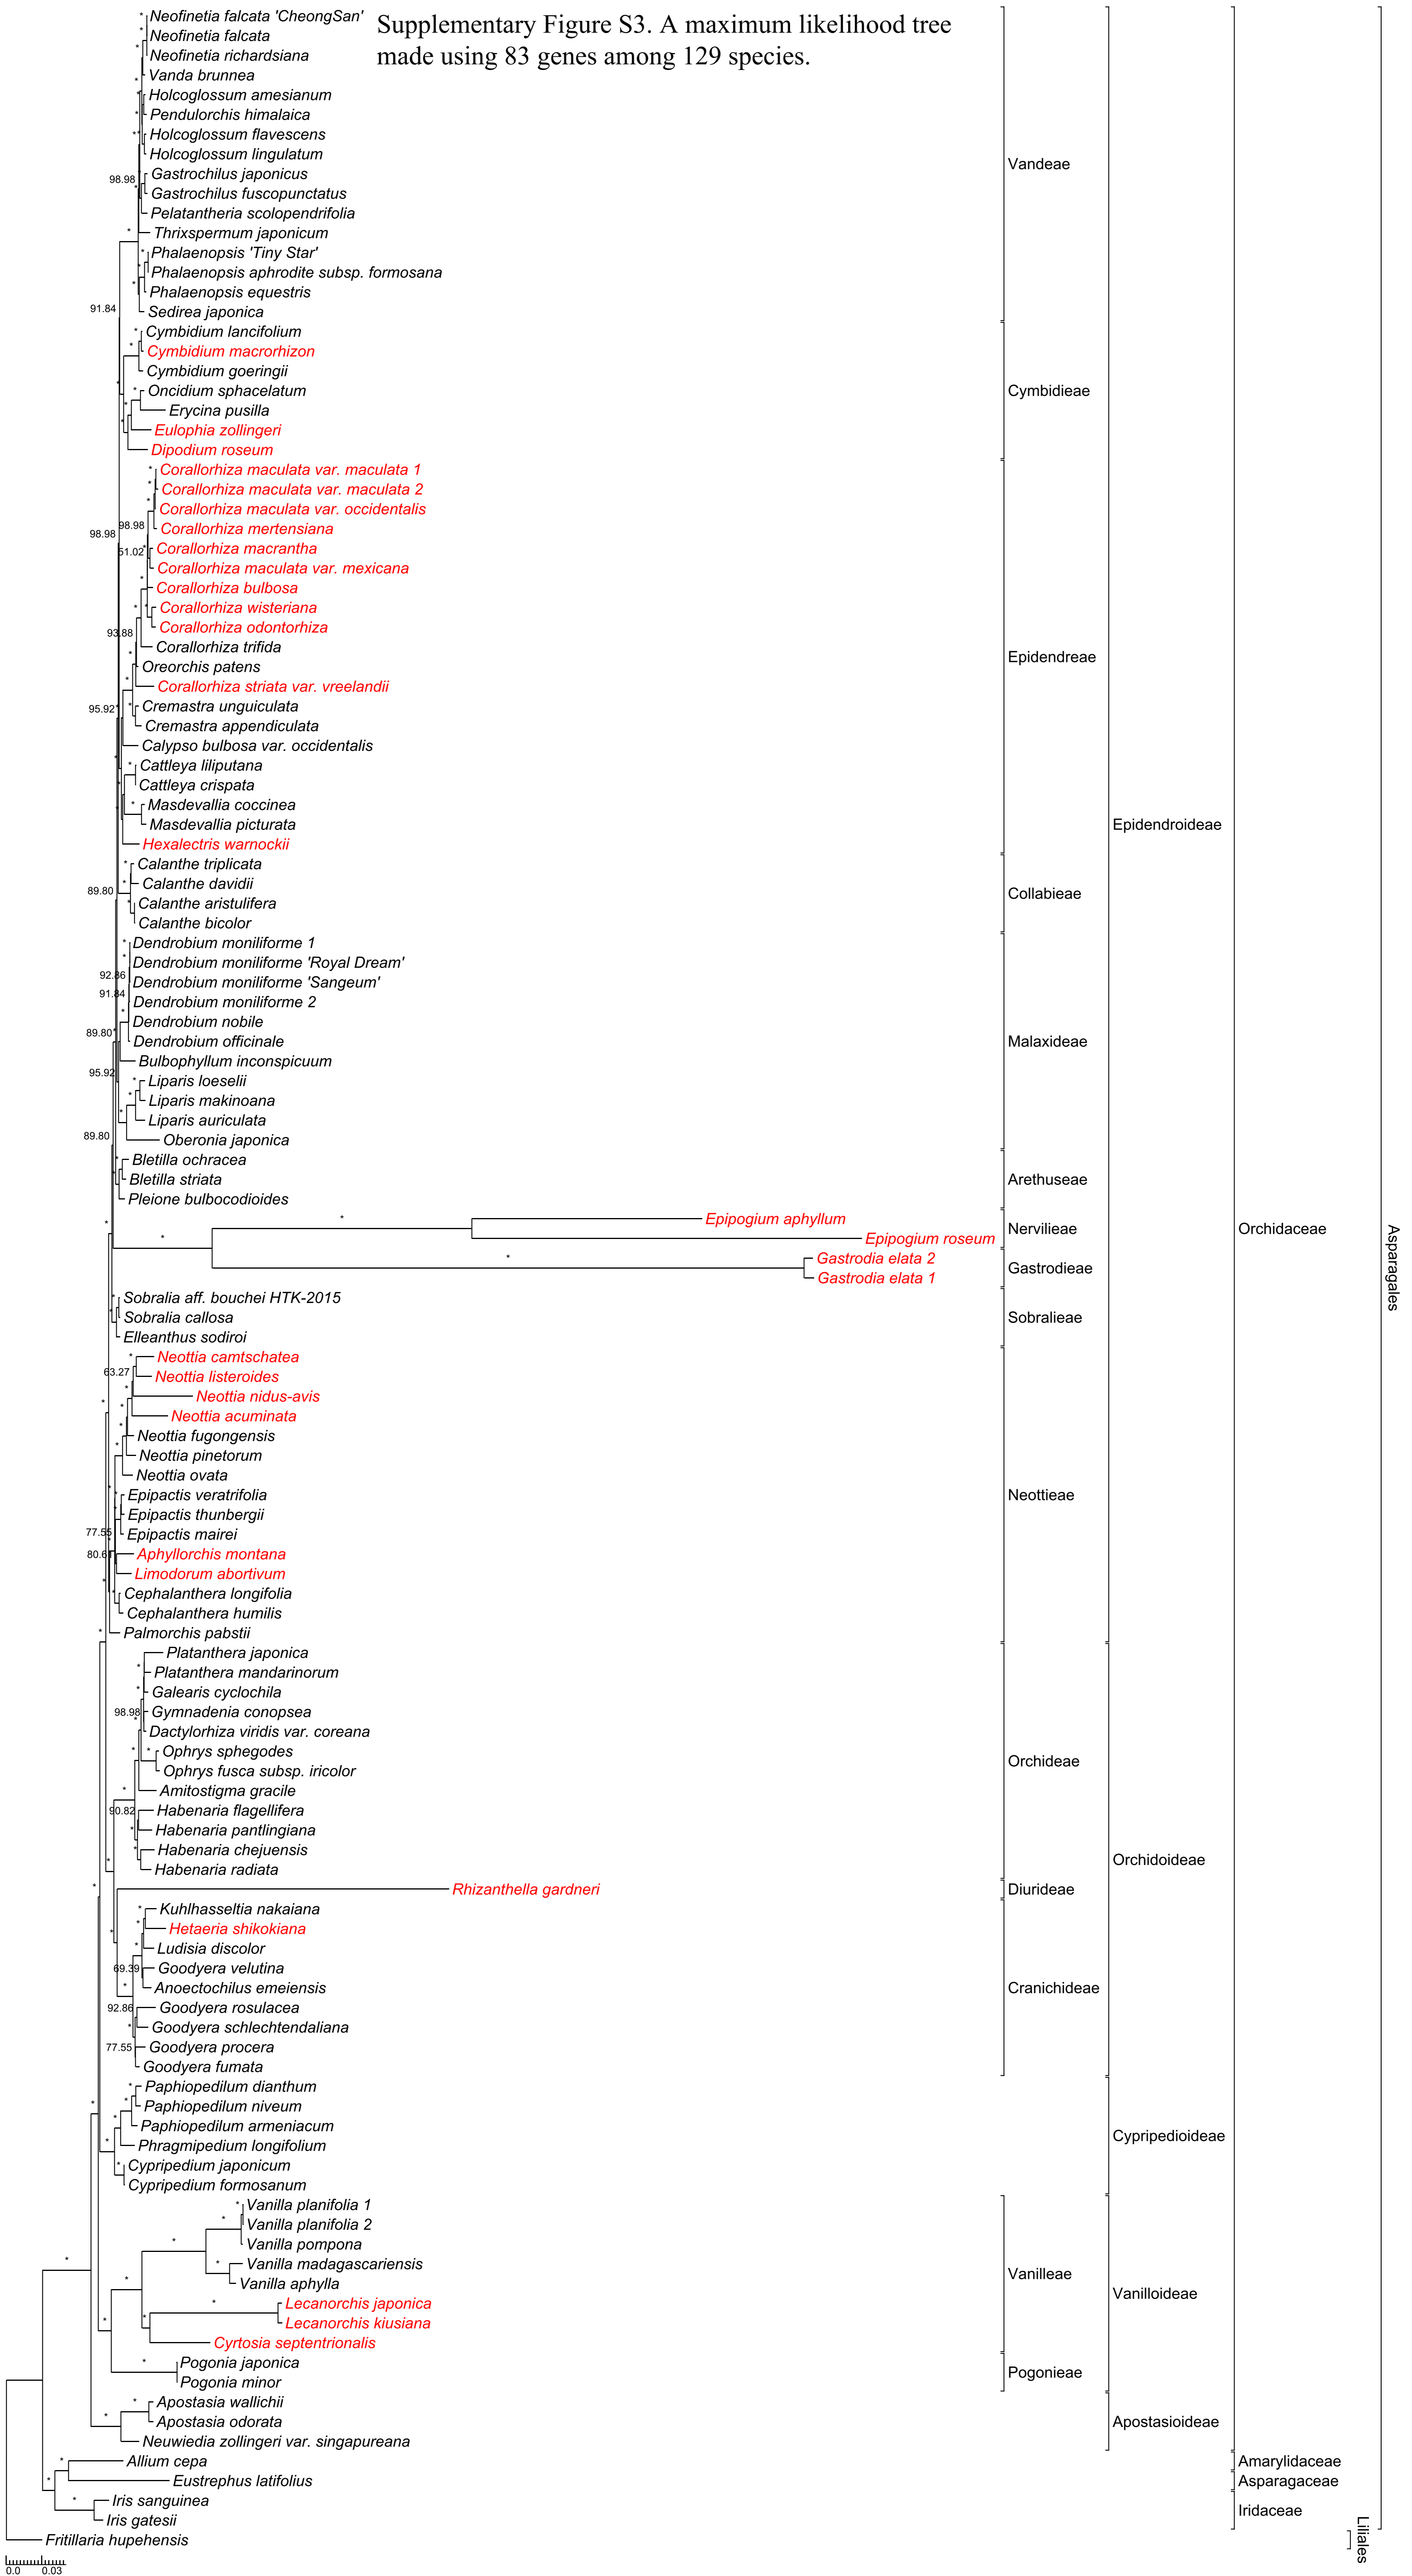 Supplementary Figure S3. A maximum likelihood tree
made using 83 genes among 129 species.
Neofinetia falcata 'CheongSan'
Neofinetia falcata
Neofinetia richardsiana
Vanda brunnea
Holcoglossum amesianum
Pendulorchis himalaica
Holcoglossum flavescens
Holcoglossum lingulatum
Vandeae
98.98
Gastrochilus japonicus
Gastrochilus fuscopunctatus
Pelatantheria scolopendrifolia
Thrixspermum japonicum
Phalaenopsis 'Tiny Star'
Phalaenopsis aphrodite subsp. formosana
Phalaenopsis equestris
91.84
Sedirea japonica
Cymbidium lancifolium
Cymbidium macrorhizon
Cymbidium goeringii
Oncidium sphacelatum
Cymbidieae
Erycina pusilla
Eulophia zollingeri
Dipodium roseum
Corallorhiza maculata var. maculata 1
Corallorhiza maculata var. maculata 2
Corallorhiza maculata var. occidentalis
98.98
98.98
Corallorhiza mertensiana
51.02
Corallorhiza macrantha
Corallorhiza maculata var. mexicana
Corallorhiza bulbosa
Corallorhiza wisteriana
Corallorhiza odontorhiza
93.88
Corallorhiza trifida
Epidendreae
Oreorchis patens
Corallorhiza striata var. vreelandii
95.92
Cremastra unguiculata
Cremastra appendiculata
Calypso bulbosa var. occidentalis
Cattleya liliputana
Cattleya crispata
Masdevallia coccinea
Masdevallia picturata
Epidendroideae
Hexalectris warnockii
Calanthe triplicata
Calanthe davidii
89.80
Collabieae
Calanthe aristulifera
Calanthe bicolor
Dendrobium moniliforme 1
Dendrobium moniliforme 'Royal Dream'
92.86
Dendrobium moniliforme 'Sangeum'
91.84
Dendrobium moniliforme 2
Dendrobium nobile
89.80
Dendrobium officinale
Malaxideae
Bulbophyllum inconspicuum
95.92
Liparis loeselii
Liparis makinoana
Liparis auriculata
89.80
Oberonia japonica
Bletilla ochracea
Bletilla striata
Arethuseae
Pleione bulbocodioides
Epipogium aphyllum
Nervilieae
Orchidaceae
Asparagales
Epipogium roseum
Gastrodia elata 2
Gastrodieae
Gastrodia elata 1
Sobralia aff. bouchei HTK-2015
Sobralia callosa
Sobralieae
Elleanthus sodiroi
Neottia camtschatea
63.27
Neottia listeroides
Neottia nidus-avis
Neottia acuminata
Neottia fugongensis
Neottia pinetorum
Neottia ovata
Epipactis veratrifolia
Neottieae
Epipactis thunbergii
77.55
Epipactis mairei
80.61
Aphyllorchis montana
Limodorum abortivum
Cephalanthera longifolia
Cephalanthera humilis
Palmorchis pabstii
Platanthera japonica
Platanthera mandarinorum
Galearis cyclochila
98.98
Gymnadenia conopsea
Dactylorhiza viridis var. coreana
Ophrys sphegodes
Orchideae
Ophrys fusca subsp. iricolor
Amitostigma gracile
90.82
Habenaria flagellifera
Habenaria pantlingiana
Habenaria chejuensis
Orchidoideae
Habenaria radiata
Rhizanthella gardneri
Diurideae
Kuhlhasseltia nakaiana
Hetaeria shikokiana
Ludisia discolor
69.39
Goodyera velutina
Anoectochilus emeiensis
Cranichideae
92.86
Goodyera rosulacea
Goodyera schlechtendaliana
77.55
Goodyera procera
Goodyera fumata
Paphiopedilum dianthum
Paphiopedilum niveum
Paphiopedilum armeniacum
Cypripedioideae
Phragmipedium longifolium
Cypripedium japonicum
Cypripedium formosanum
Vanilla planifolia 1
Vanilla planifolia 2
Vanilla pompona
Vanilla madagascariensis
Vanilleae
Vanilla aphylla
Vanilloideae
Lecanorchis japonica
Lecanorchis kiusiana
Cyrtosia septentrionalis
Pogonia japonica
Pogonieae
Pogonia minor
Apostasia wallichii
Apostasia odorata
Apostasioideae
Neuwiedia zollingeri var. singapureana
Allium cepa
Amarylidaceae
Eustrephus latifolius
Asparagaceae
Iris sanguinea
Iridaceae
Iris gatesii
Fritillaria hupehensis
Liliales
0.0 0.03